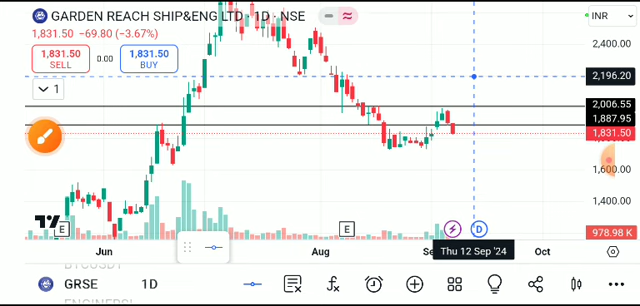 GARDEN REACH SHIP&ENG LTD · 1D · NSE
INR
1,831.50 −69.80 (−3.67%)
1,831.50
SELL
0.00
1,831.50
BUY
1
2,400.00
2,196.20
2,006.55
1,887.95
1,831.50
1,600.00
1,400.00
978.98 K
E
E
D
Jun
Aug
Thu 12 Sep '24
Oct
BTCUSDT
GRSE
1D